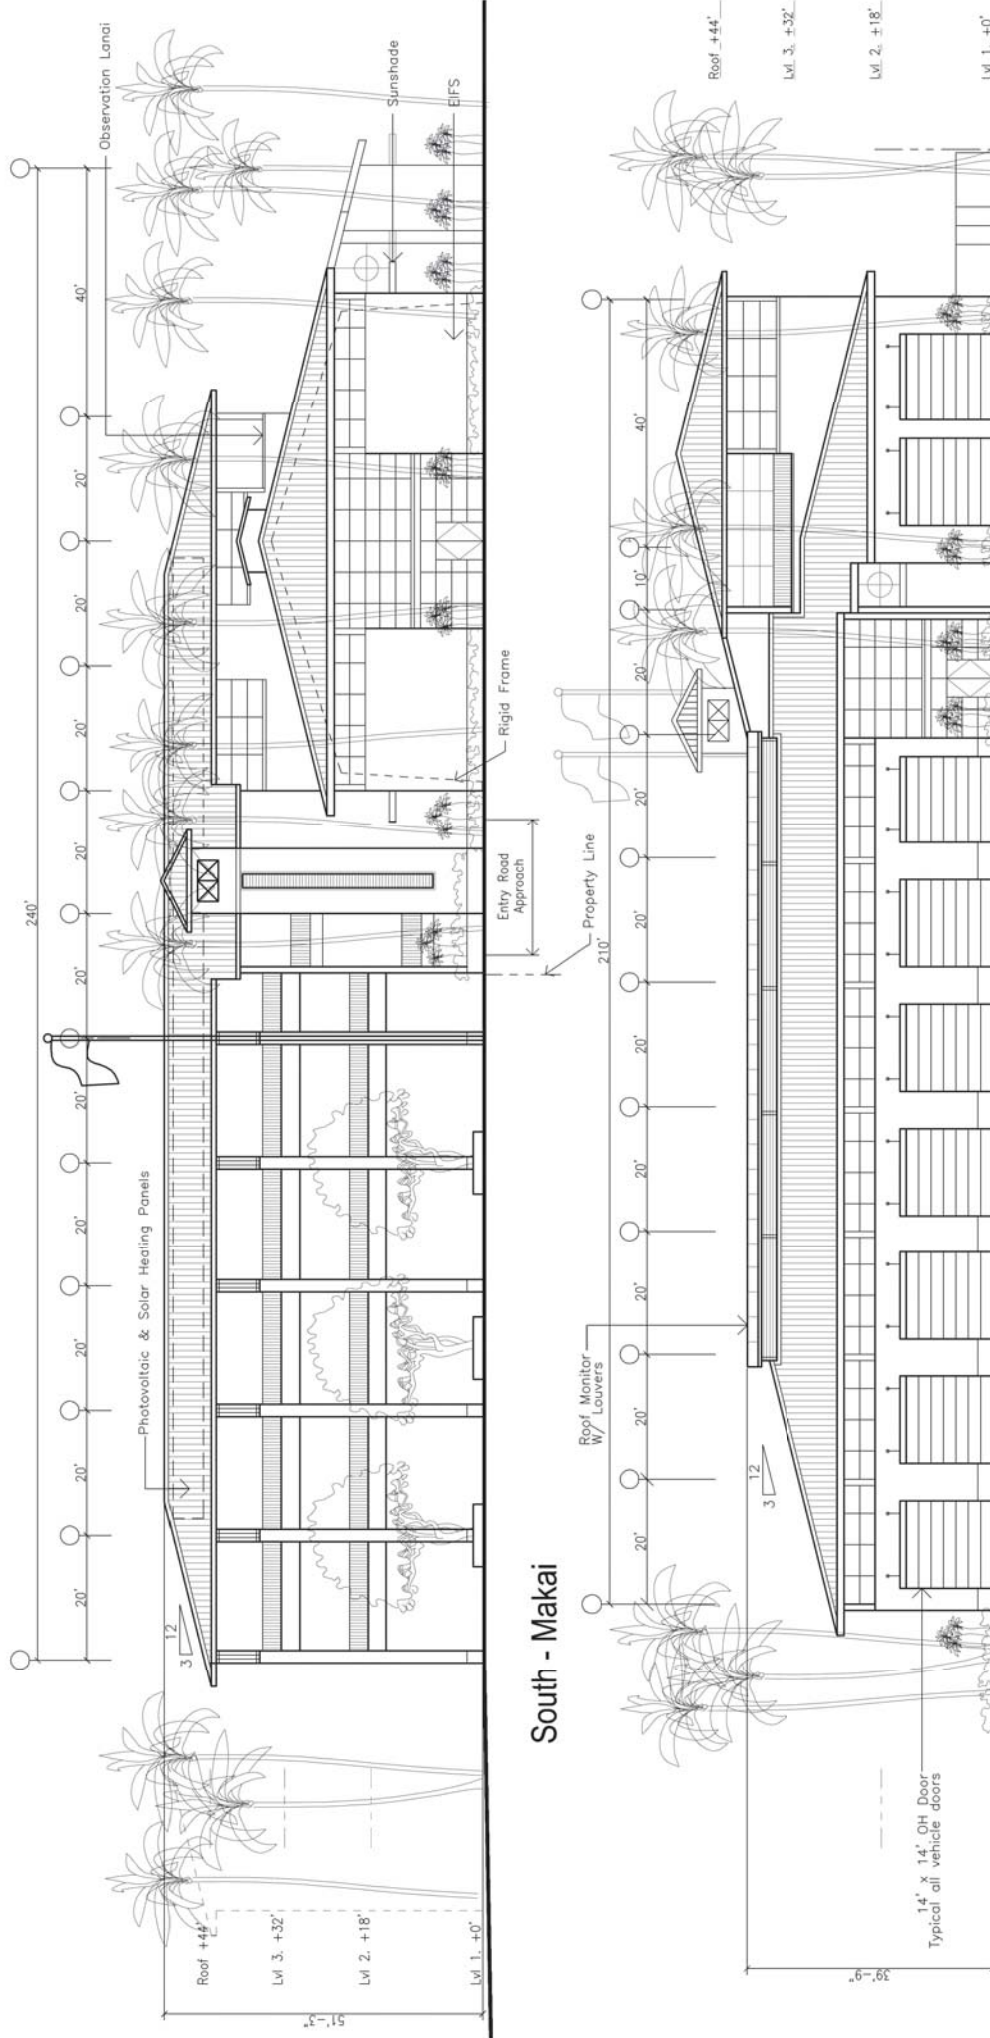 240'
20' 20' 20' 20' 20' 20' 20' 20' 20' 20' 40'
Observation Lanai
Photovoltaic & Solar Heating Panels
12
3
Roof +44'
Lvl 3. +32'
Lvl 2. +18'
Lvl 1. +0'
51'-3"
Sunshade
EIFS
Rigid Frame
Entry Road
Approach
Property Line
South - Makai
210'
20' 20' 20' 20' 20' 20' 20' 20' 10' 40'
Roof Monitor
W/ Louvers
12
3
Roof +44'
Lvl 3. +32'
Lvl 2. +18'
Lvl 1. +0'
39'-9"
14' x 14' OH Door
Typical all vehicle doors